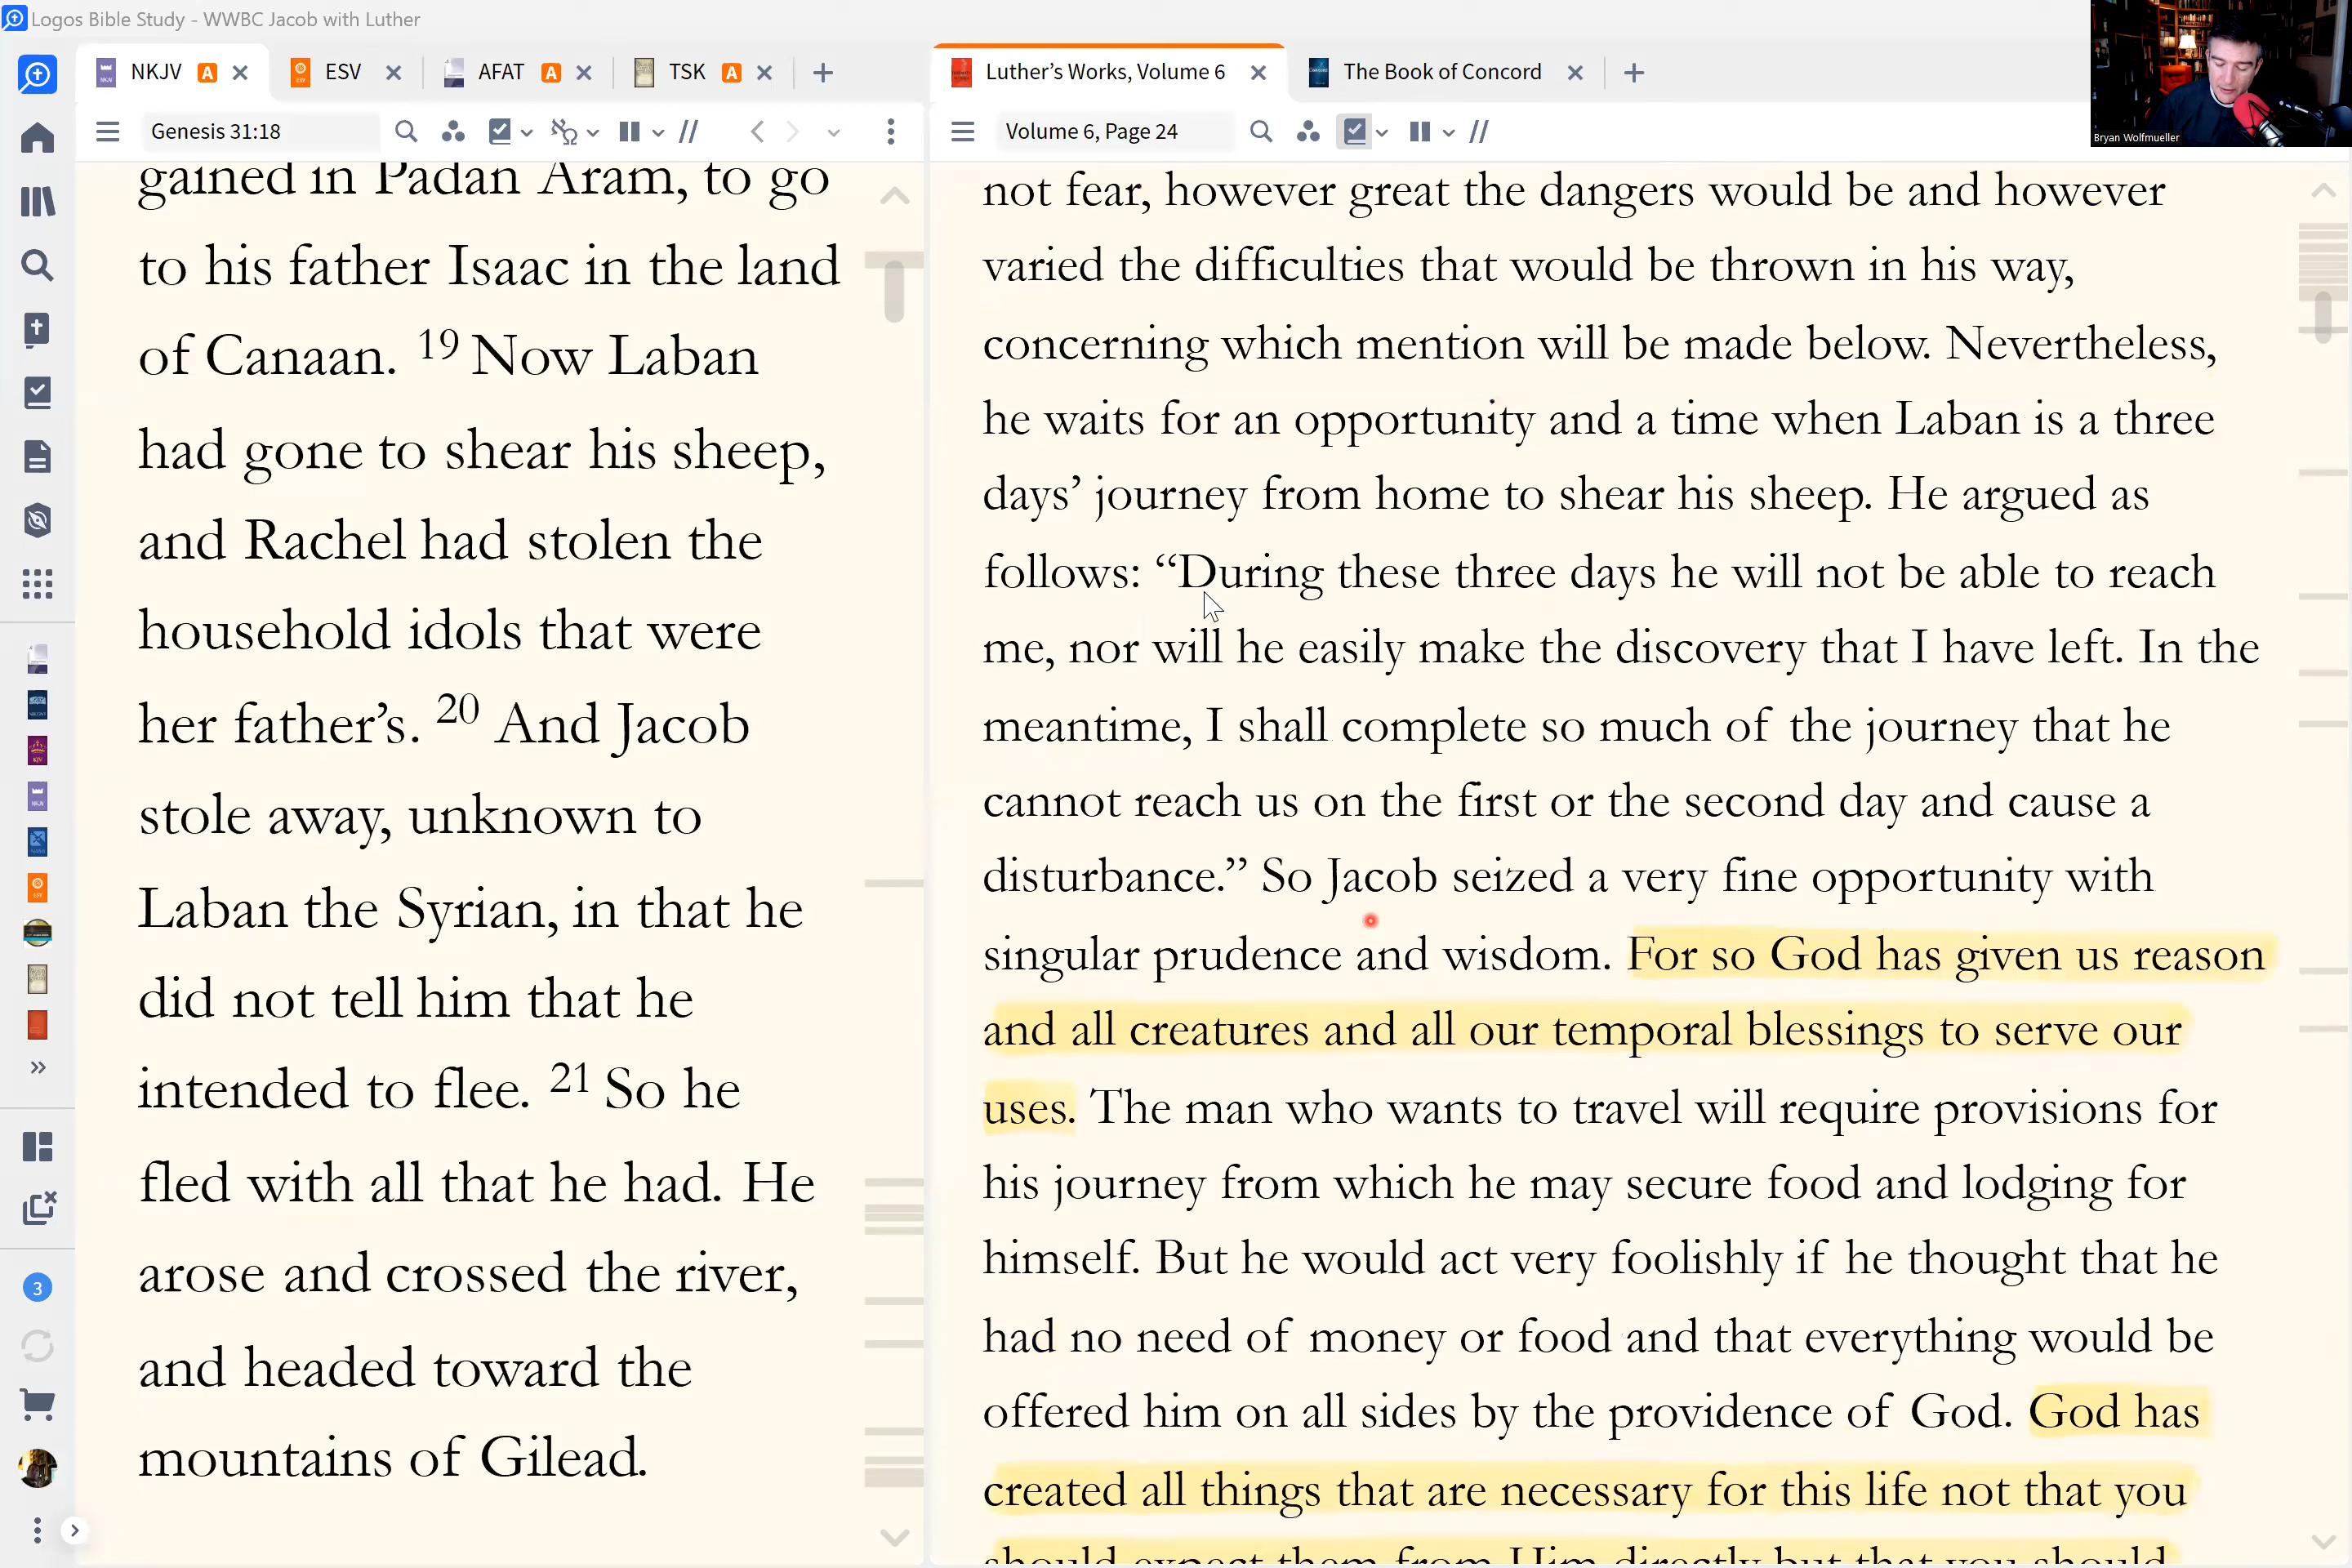 Logos Bible Study - WWBC Jacob with Luther
NKJV A
ESV
AFAT A
TSK A
Genesis 31:18
gained in Padan Aram, to go
to his father Isaac in the land
of Canaan. 19 Now Laban
had gone to shear his sheep,
and Rachel had stolen the
household idols that were
her father’s. 20 And Jacob
stole away, unknown to
Laban the Syrian, in that he
did not tell him that he
intended to flee. 21 So he
fled with all that he had. He
arose and crossed the river,
and headed toward the
mountains of Gilead.
3
Luther’s Works, Volume 6
The Book of Concord
Volume 6, Page 24
Bryan Wolfmueller
not fear, however great the dangers would be and however
varied the difficulties that would be thrown in his way,
concerning which mention will be made below. Nevertheless,
he waits for an opportunity and a time when Laban is a three
days’ journey from home to shear his sheep. He argued as
follows: “During these three days he will not be able to reach
me, nor will he easily make the discovery that I have left. In the
meantime, I shall complete so much of the journey that he
cannot reach us on the first or the second day and cause a
disturbance.” So Jacob seized a very fine opportunity with
singular prudence and wisdom. For so God has given us reason
and all creatures and all our temporal blessings to serve our
uses. The man who wants to travel will require provisions for
his journey from which he may secure food and lodging for
himself. But he would act very foolishly if he thought that he
had no need of money or food and that everything would be
offered him on all sides by the providence of God. God has
created all things that are necessary for this life not that you
should expect them from Him directly but that you should